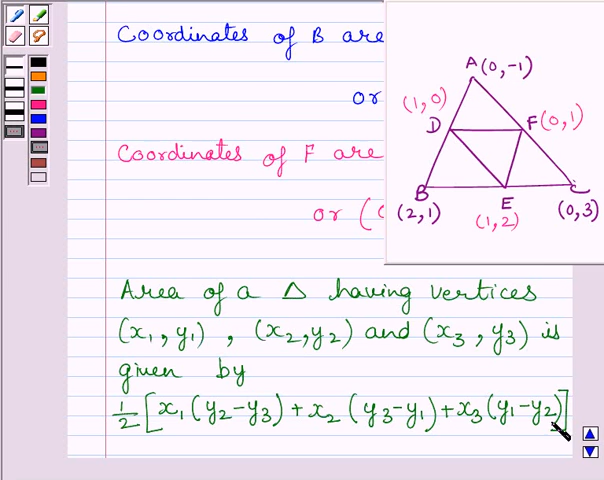 Coordinates of B are
or
Coordinates of F are
or (0
A(0,-1)
(1,0)
D
F(0,1)
B
E
C
(2,1)
(1,2)
(0,3)
Area of a △ having vertices
(x₁, y₁) , (x₂, y₂) and (x₃, y₃) is
given by
½ [x₁(y₂-y₃) + x₂ (y₃-y₁) + x₃ (y₁-y₂)]